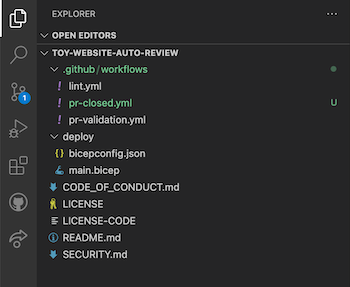 EXPLORER
OPEN EDITORS
TOY-WEBSITE-AUTO-REVIEW
.github / workflows
lint.yml
pr-closed.yml U
pr-validation.yml
1
deploy
bicepconfig.json
main.bicep
CODE_OF_CONDUCT.md
LICENSE
LICENSE-CODE
README.md
SECURITY.md